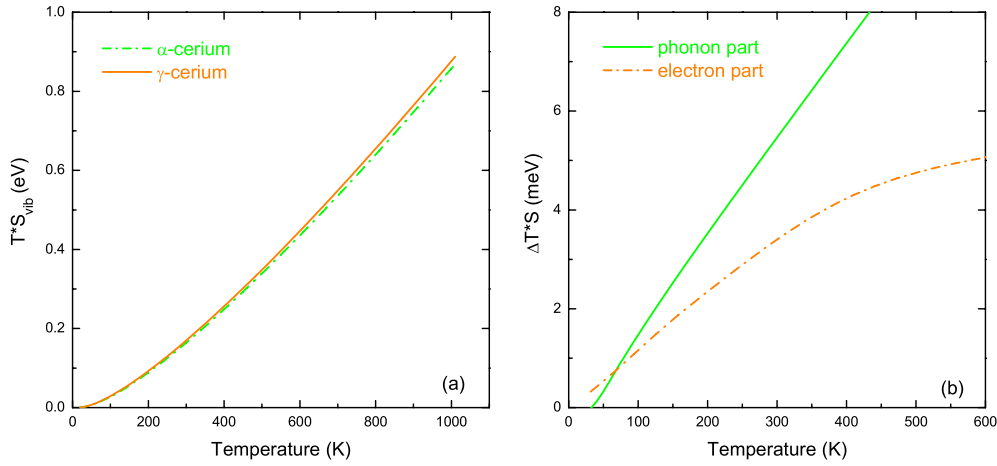 1.0
0.8
0.6
0.4
0.2
0.0
T*S_vib (eV)
α-cerium
γ-cerium
(a)
0 200 400 600 800 1000
Temperature (K)
8
6
4
2
0
ΔT*S (meV)
phonon part
electron part
(b)
0 100 200 300 400 500 600
Temperature (K)